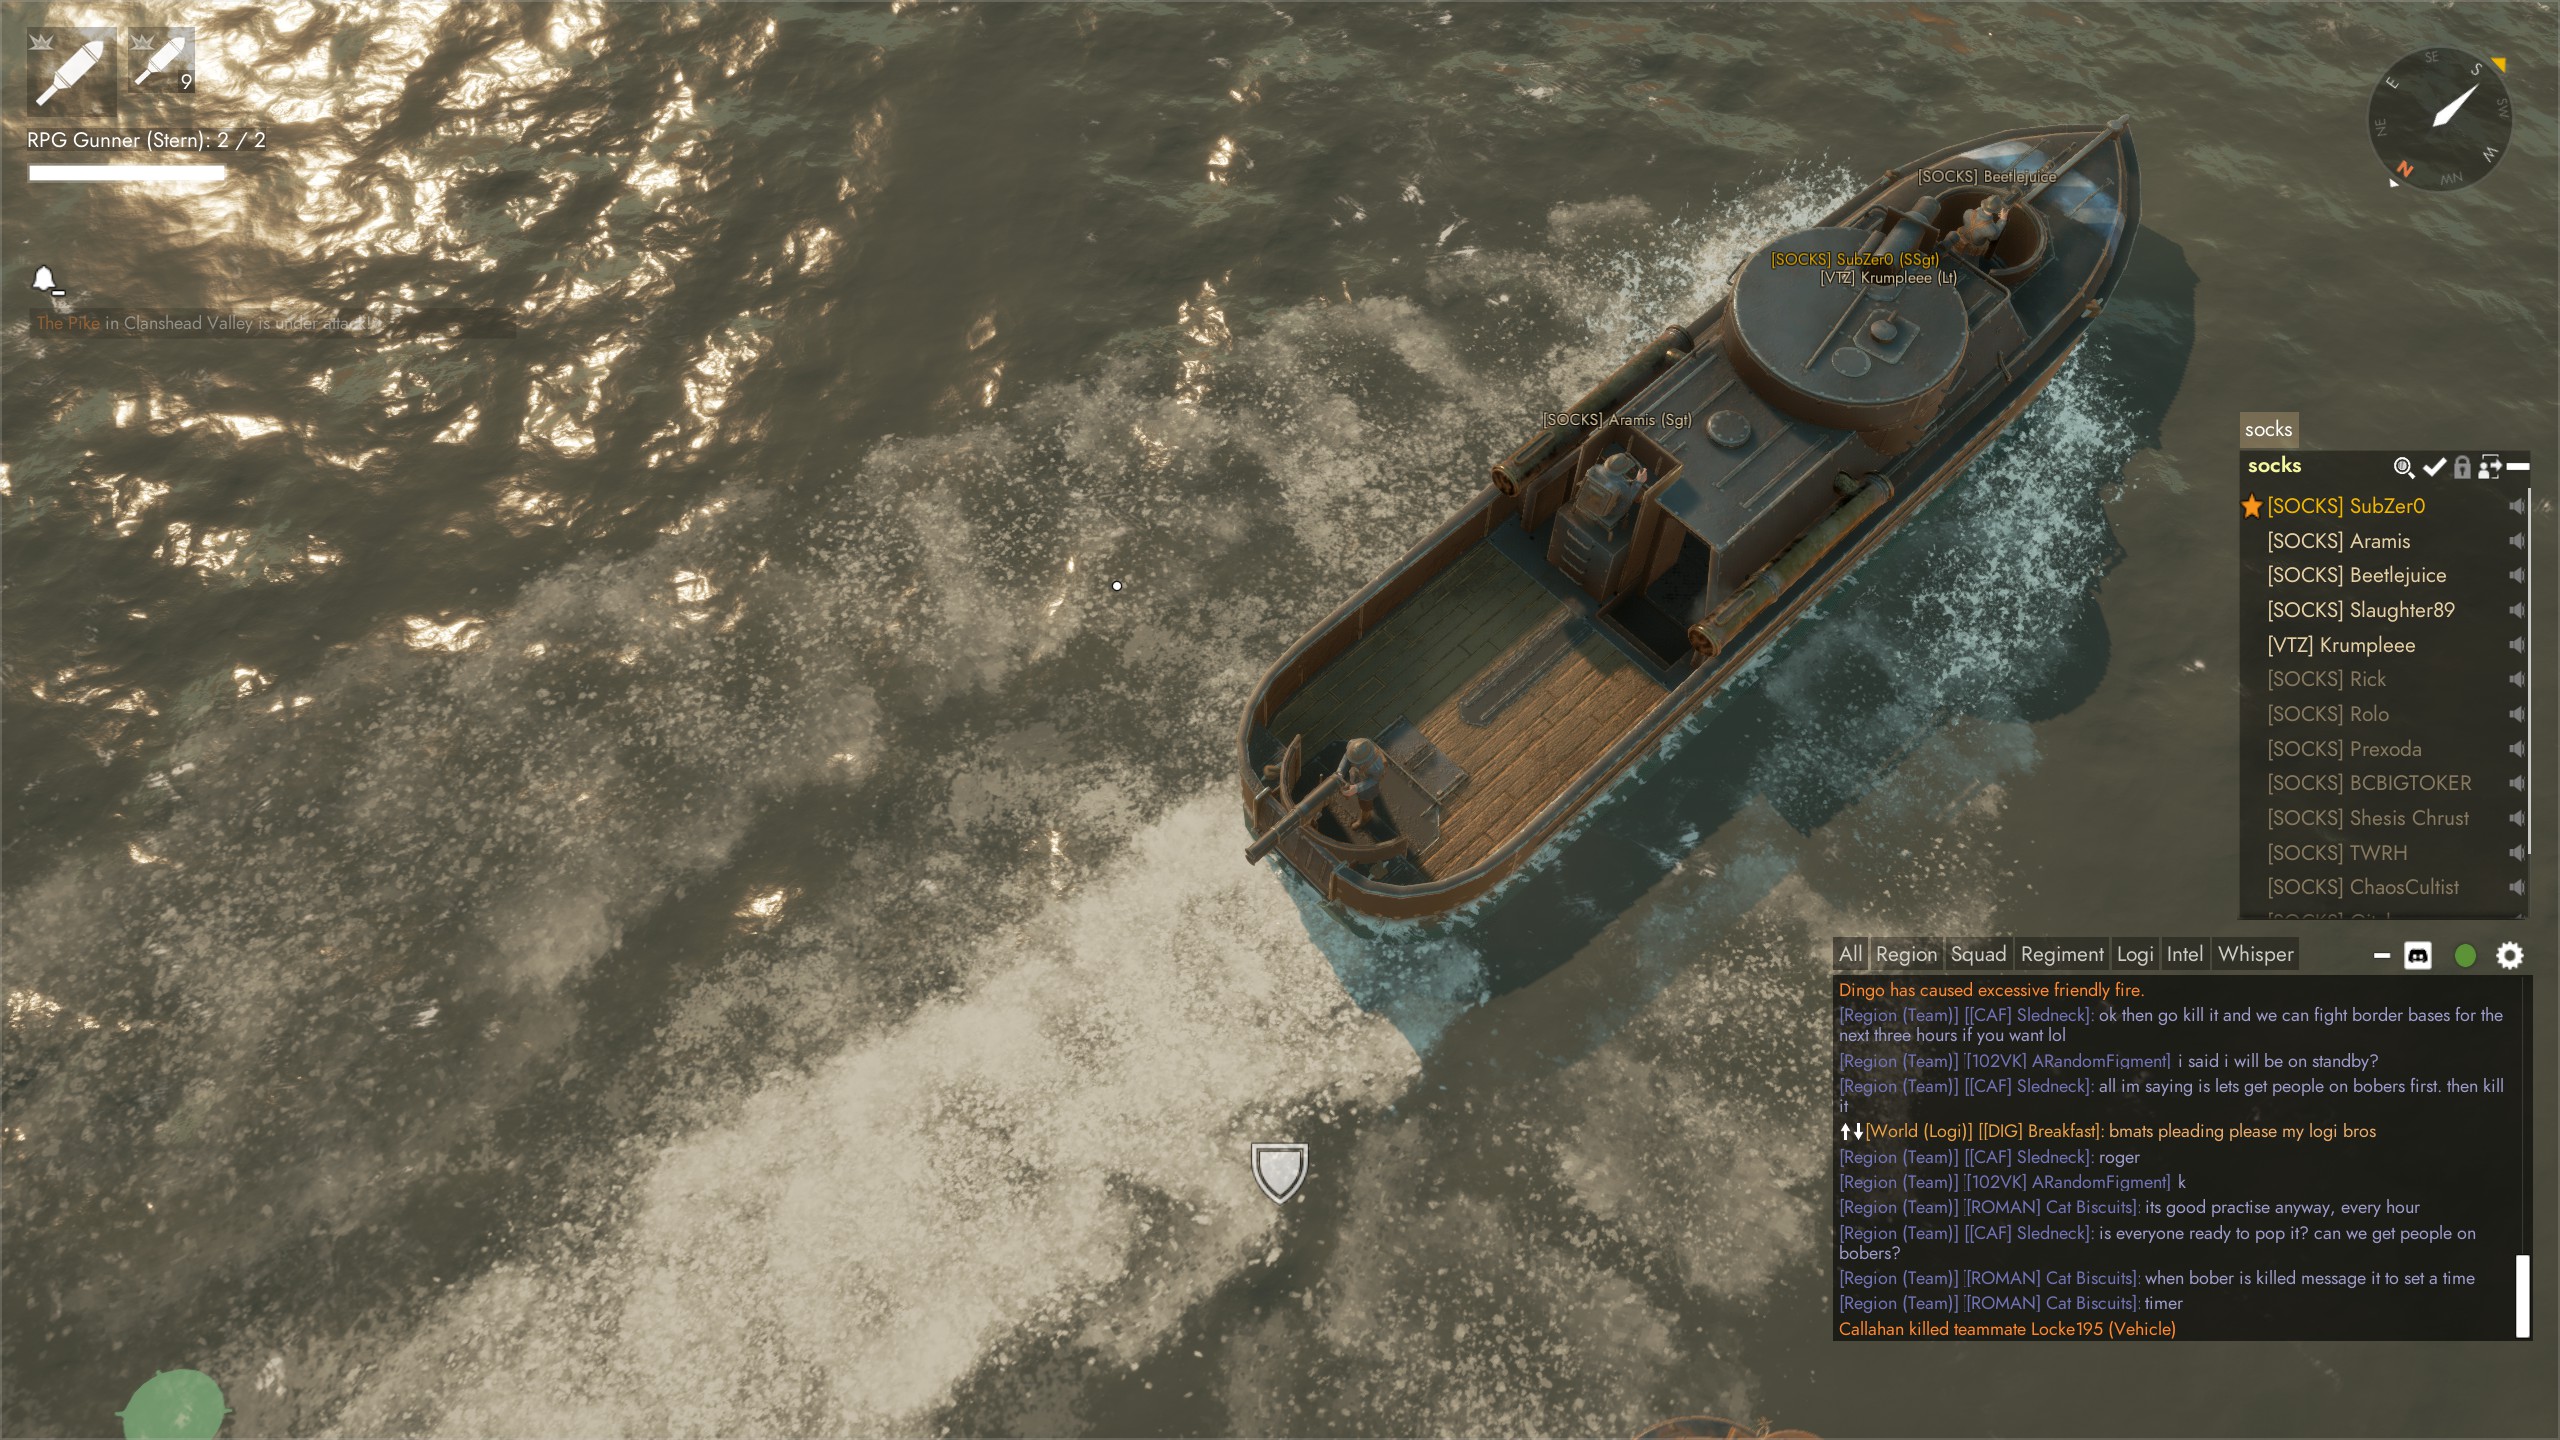 9
RPG Gunner (Stern): 2 / 2
The Pike in Clanshead Valley is under attack!
SE
S
E
SW
NE
W
N
NW
[SOCKS] Beetlejuice
[SOCKS] SubZer0 (SSgt)
[VTZ] Krumpleee (Lt)
[SOCKS] Aramis (Sgt)
socks
socks
[SOCKS] SubZer0
[SOCKS] Aramis
[SOCKS] Beetlejuice
[SOCKS] Slaughter89
[VTZ] Krumpleee
[SOCKS] Rick
[SOCKS] Rolo
[SOCKS] Prexoda
[SOCKS] BCBIGTOKER
[SOCKS] Shesis Chrust
[SOCKS] TWRH
[SOCKS] ChaosCultist
All Region Squad Regiment Logi Intel Whisper
Dingo has caused excessive friendly fire.
[Region (Team)] [[CAF] Sledneck]: ok then go kill it and we can fight border bases for the
next three hours if you want lol
[Region (Team)] [[102VK] ARandomFigment] i said i will be on standby?
[Region (Team)] [[CAF] Sledneck]: all im saying is lets get people on bobers first. then kill
it
[World (Logi)] [[DIG] Breakfast]: bmats pleading please my logi bros
[Region (Team)] [[CAF] Sledneck]: roger
[Region (Team)] [[102VK] ARandomFigment] k
[Region (Team)] [[ROMAN] Cat Biscuits]: its good practise anyway, every hour
[Region (Team)] [[CAF] Sledneck]: is everyone ready to pop it? can we get people on
bobers?
[Region (Team)] [[ROMAN] Cat Biscuits]: when bober is killed message it to set a time
[Region (Team)] [[ROMAN] Cat Biscuits]: timer
Callahan killed teammate Locke195 (Vehicle)